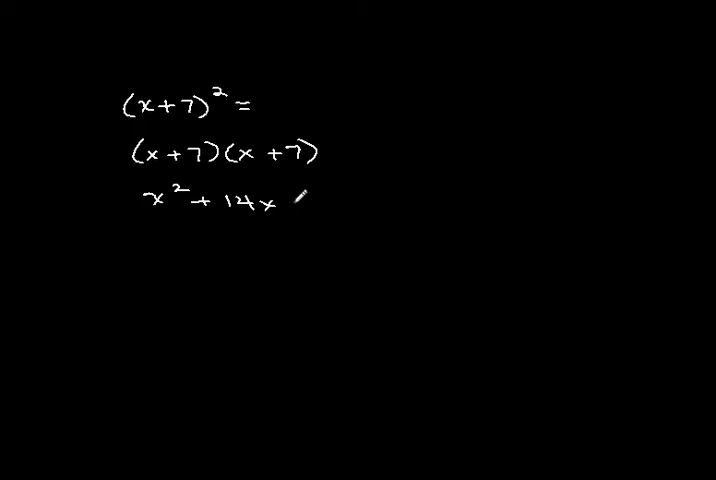 (x+7)² =
(x+7)(x+7)
x² + 14x